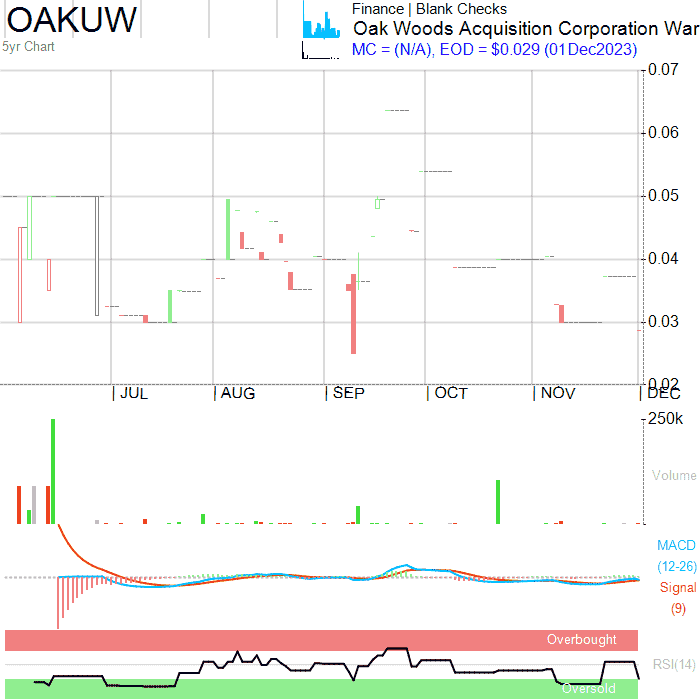 OAKUW
5yr Chart
Finance | Blank Checks
Oak Woods Acquisition Corporation War
MC = (N/A), EOD = $0.029 (01Dec2023)
0.07
0.06
0.05
0.04
0.03
0.02
|JUL |AUG |SEP |OCT |NOV |DEC
250k
Volume
MACD
(12-26)
Signal
(9)
Overbought
RSI(14)
Oversold